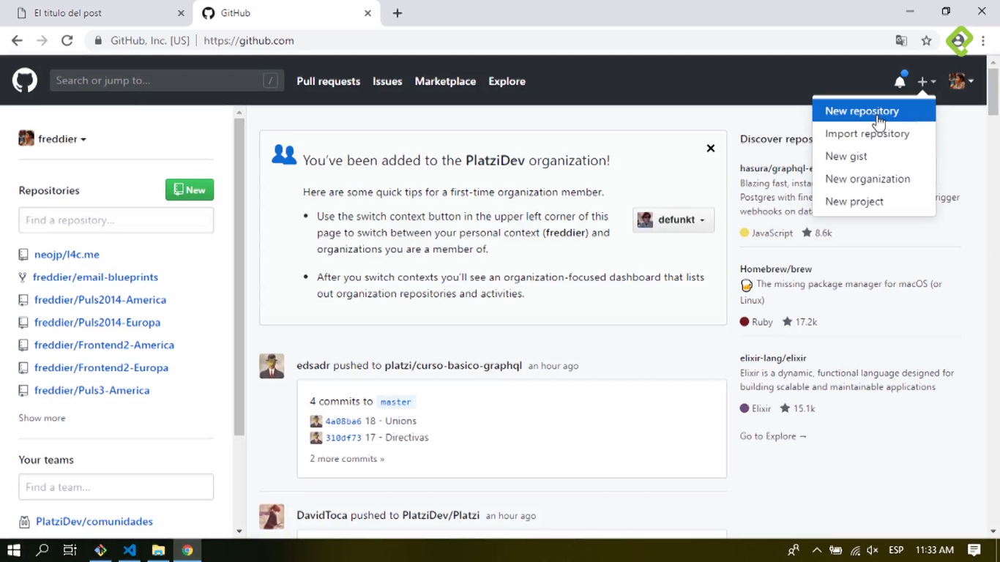 El titulo del post
GitHub
GitHub, Inc. [US]
https://github.com
Search or jump to...
/
Pull requests
Issues
Marketplace
Explore
New repository
Import repository
New gist
New organization
New project
freddier
Repositories
New
Find a repository...
neojp/l4c.me
freddier/email-blueprints
freddier/Puls2014-America
freddier/Puls2014-Europa
freddier/Frontend2-America
freddier/Frontend2-Europa
freddier/Puls3-America
Show more
Your teams
Find a team...
PlatziDev/comunidades
You've been added to the PlatziDev organization!
Here are some quick tips for a first-time organization member.
• Use the switch context button in the upper left corner of this
page to switch between your personal context (freddier) and
organizations you are a member of.
defunkt
• After you switch contexts you'll see an organization-focused dashboard that lists
out organization repositories and activities.
edsadr pushed to platzi/curso-basico-graphql an hour ago
4 commits to master
4a08ba6 18 - Unions
310df73 17 - Directivas
2 more commits »
DavidToca pushed to PlatziDev/Platzi an hour ago
Discover repos
hasura/graphql-e
Blazing fast, insta
Postgres with fine rigger
webhooks on dat
JavaScript 8.6k
Homebrew/brew
The missing package manager for macOS (or
Linux)
Ruby 17.2k
elixir-lang/elixir
Elixir is a dynamic, functional language designed for
building scalable and maintainable applications
Elixir 15.1k
Go to Explore →
ESP
11:33 AM